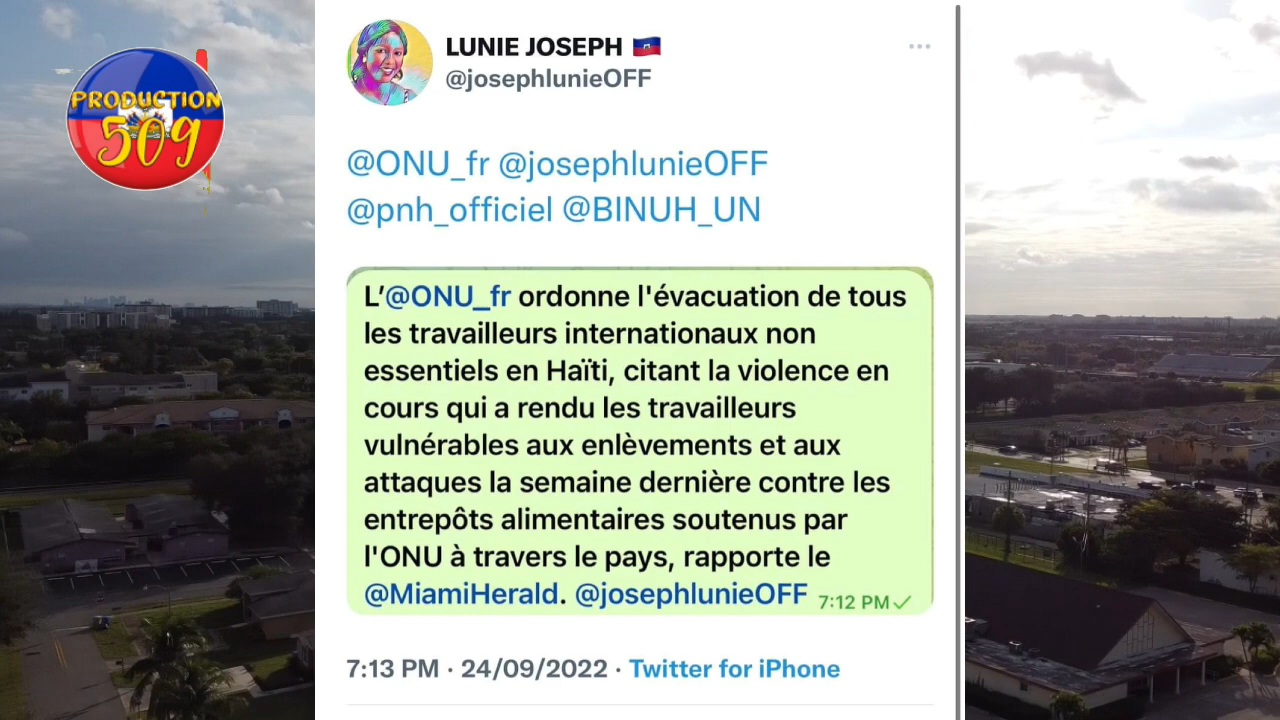 PRODUCTION
509
LUNIE JOSEPH 🇭🇹
@josephlunieOFF
@ONU_fr @josephlunieOFF
@pnh_officiel @BINUH_UN
L’@ONU_fr ordonne l'évacuation de tous
les travailleurs internationaux non
essentiels en Haïti, citant la violence en
cours qui a rendu les travailleurs
vulnérables aux enlèvements et aux
attaques la semaine dernière contre les
entrepôts alimentaires soutenus par
l'ONU à travers le pays, rapporte le
@MiamiHerald. @josephlunieOFF 7:12 PM✓
7:13 PM · 24/09/2022 · Twitter for iPhone